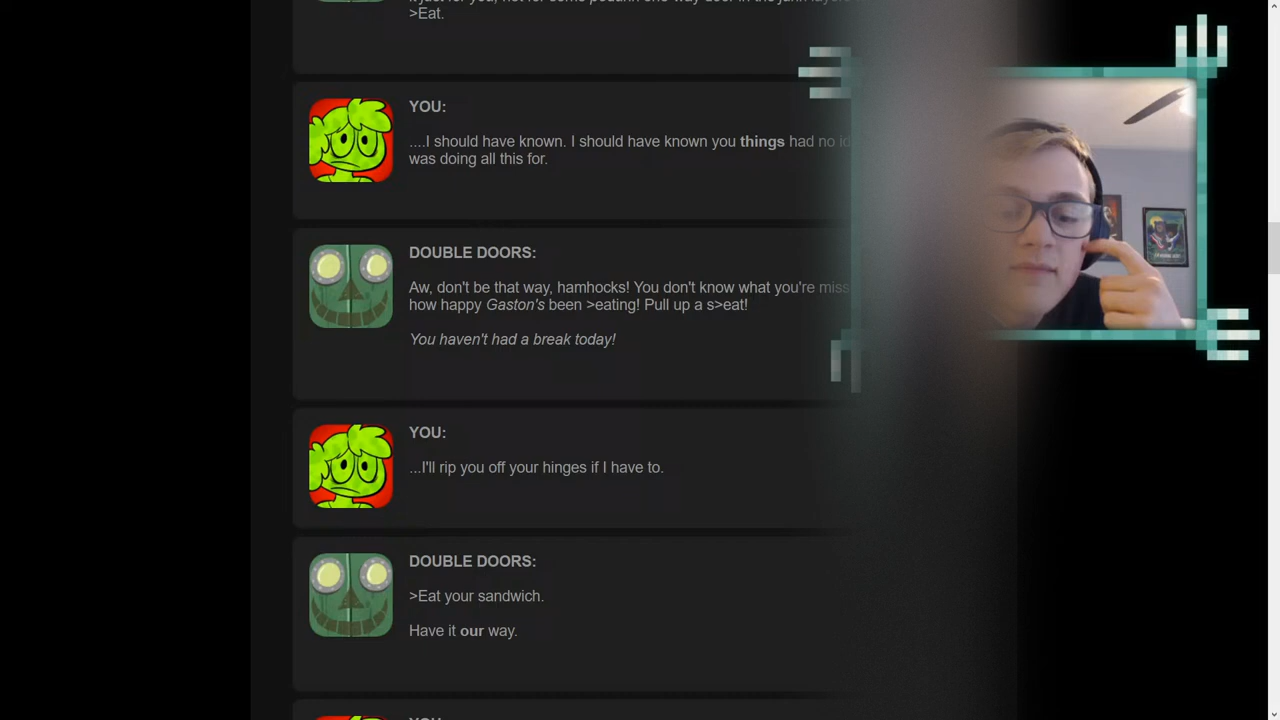 >Eat.
YOU:
....I should have known. I should have known you things had no
was doing all this for.
DOUBLE DOORS:
Aw, don't be that way, hamhocks! You don't know what you're
how happy Gaston's been >eating! Pull up a s>eat!
You haven't had a break today!
YOU:
...I'll rip you off your hinges if I have to.
DOUBLE DOORS:
>Eat your sandwich.
Have it our way.
YOU: